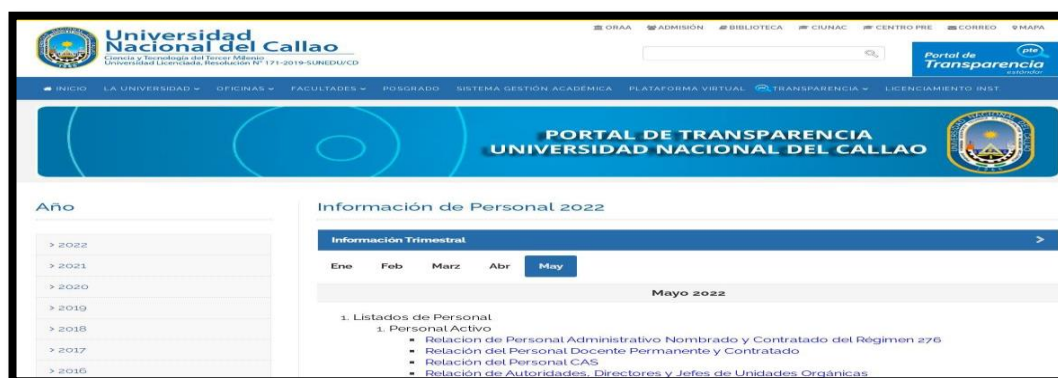 ORAA ADMISIÓN BIBLIOTECA CIUNAC CENTRO PRE CORREO MAPA
Universidad
Nacional del Callao
Ciencia y Tecnología del Tercer Milenio
Universidad Licenciada, Resolución N° 171-2019-SUNEDU/CD
Portal de
pte
Transparencia
estándar
INICIO LA UNIVERSIDAD OFICINAS FACULTADES POSGRADO SISTEMA GESTIÓN ACADÉMICA PLATAFORMA VIRTUAL TRANSPARENCIA LICENCIAMIENTO INST
PORTAL DE TRANSPARENCIA
UNIVERSIDAD NACIONAL DEL CALLAO
Año
> 2022
> 2021
> 2020
> 2019
> 2018
> 2017
> 2016
Información de Personal 2022
Información Trimestral >
Ene Feb Marz Abr May
Mayo 2022
1. Listados de Personal
1. Personal Activo
Relacion de Personal Administrativo Nombrado y Contratado del Régimen 276
Relación del Personal Docente Permanente y Contratado
Relación del Personal CAS
Relación de Autoridades, Directores y Jefes de Unidades Orgánicas